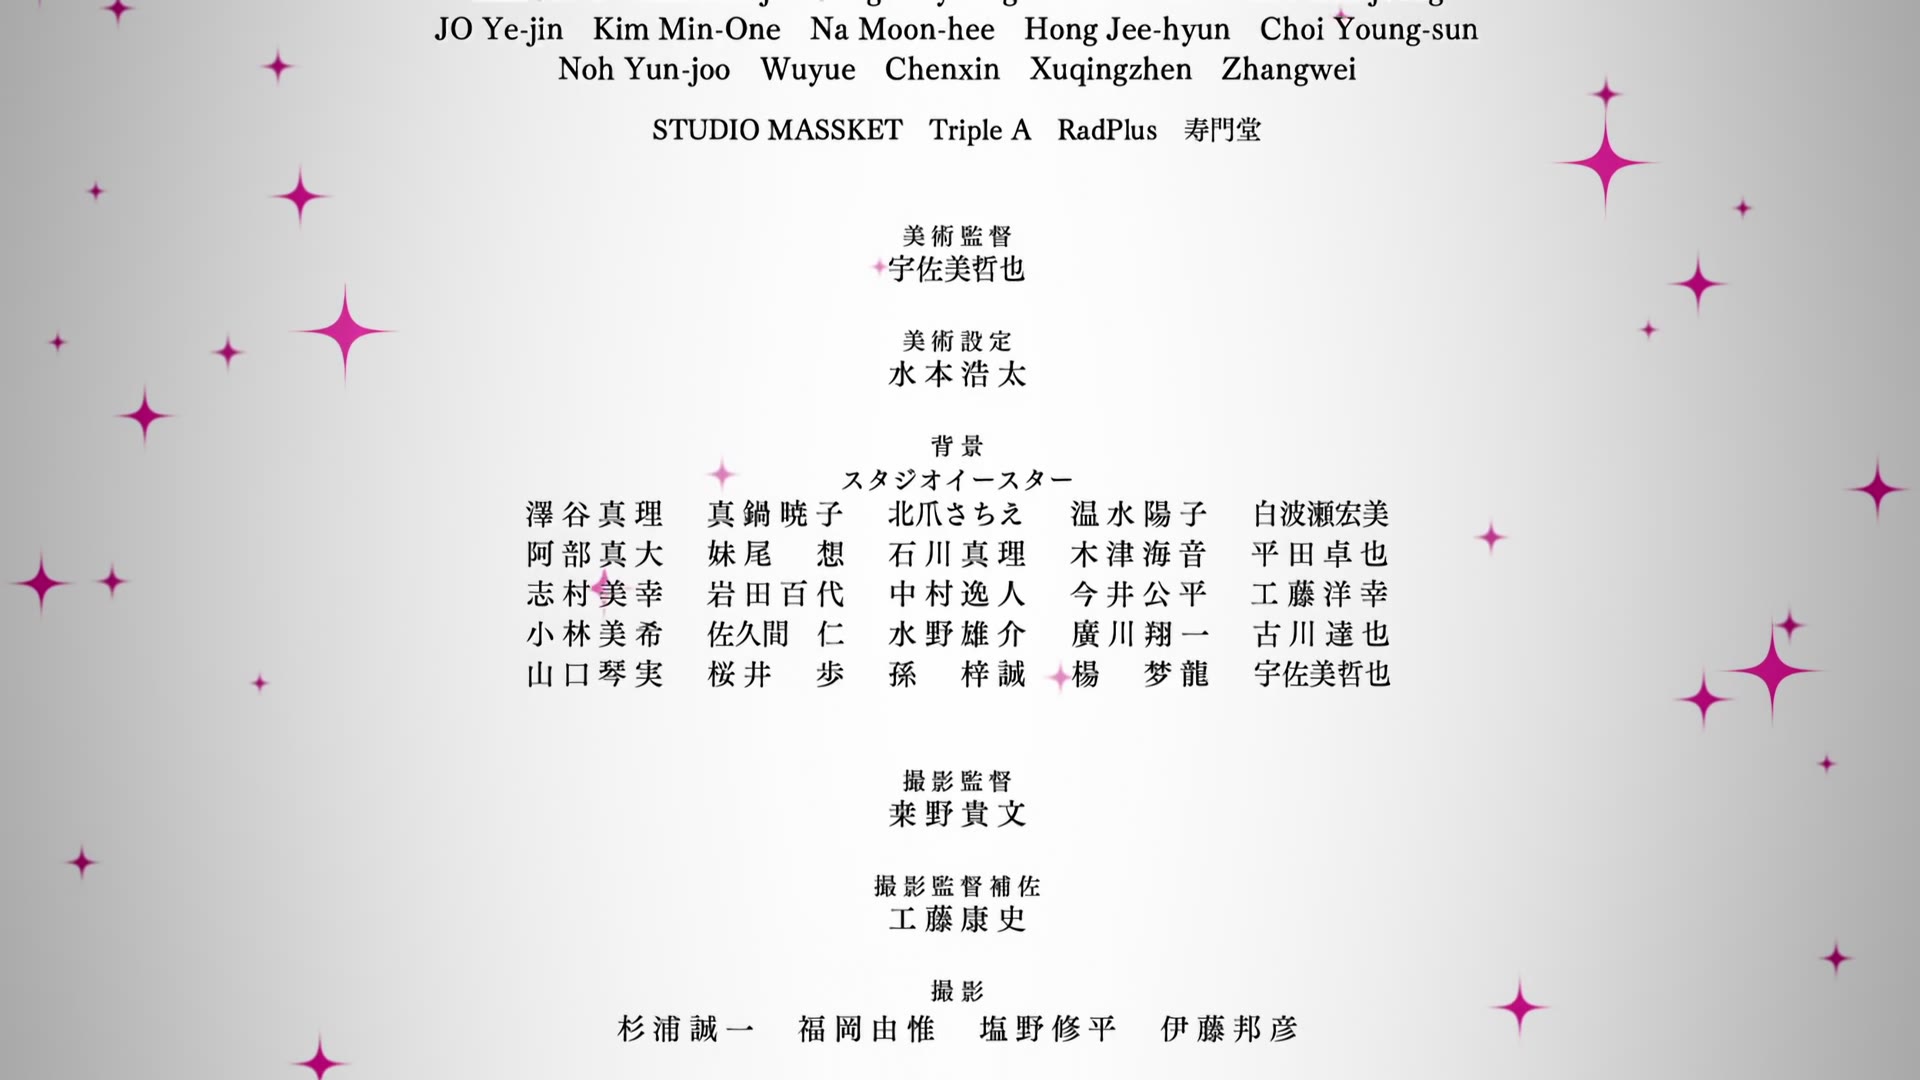 JO Ye-jin Kim Min-One Na Moon-hee Hong Jee-hyun Choi Young-sun
Noh Yun-joo Wuyue Chenxin Xuqingzhen Zhangwei
STUDIO MASSKET Triple A RadPlus 寿門堂
美術監督
宇佐美哲也
美術設定
水本浩太
背景
スタジオイースター
澤谷真理 真鍋暁子 北爪さちえ 温水陽子 白波瀬宏美
阿部真大 妹尾 想 石川真理 木津海音 平田卓也
志村美幸 岩田百代 中村逸人 今井公平 工藤洋幸
小林美希 佐久間 仁 水野雄介 廣川翔一 古川達也
山口琴実 桜井 歩 孫 梓誠 楊 梦龍 宇佐美哲也
撮影監督
桒野貴文
撮影監督補佐
工藤康史
撮影
杉浦誠一 福岡由惟 塩野修平 伊藤邦彦